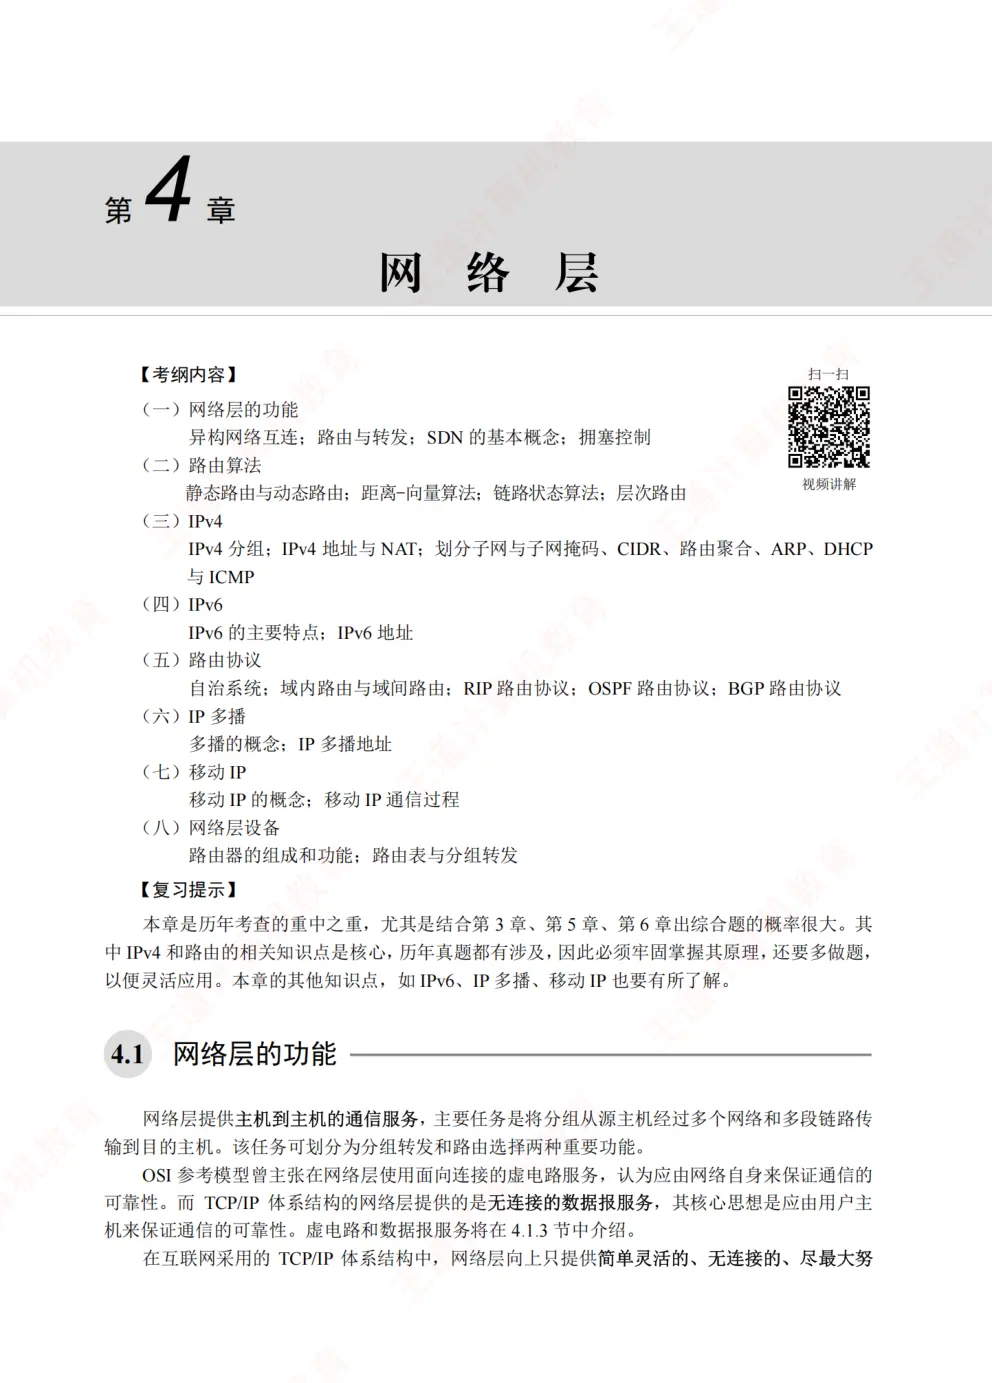 第4章
网络层
【考纲内容】
扫一扫
（一）网络层的功能
异构网络互连；路由与转发；SDN 的基本概念；拥塞控制
（二）路由算法
视频讲解
静态路由与动态路由；距离-向量算法；链路状态算法；层次路由
（三）IPv4
IPv4 分组；IPv4 地址与 NAT；划分子网与子网掩码、CIDR、路由聚合、ARP、DHCP
与 ICMP
（四）IPv6
IPv6 的主要特点；IPv6 地址
（五）路由协议
自治系统；域内路由与域间路由；RIP 路由协议；OSPF 路由协议；BGP 路由协议
（六）IP 多播
多播的概念；IP 多播地址
（七）移动 IP
移动 IP 的概念；移动 IP 通信过程
（八）网络层设备
路由器的组成和功能；路由表与分组转发
【复习提示】
本章是历年考查的重中之重，尤其是结合第 3 章、第 5 章、第 6 章出综合题的概率很大。其
中 IPv4 和路由的相关知识点是核心，历年真题都有涉及，因此必须牢固掌握其原理，还要多做题，
以便灵活应用。本章的其他知识点，如 IPv6、IP 多播、移动 IP 也要有所了解。
4.1 网络层的功能
网络层提供主机到主机的通信服务，主要任务是将分组从源主机经过多个网络和多段链路传
输到目的主机。该任务可划分为分组转发和路由选择两种重要功能。
OSI 参考模型曾主张在网络层使用面向连接的虚电路服务，认为应由网络自身来保证通信的
可靠性。而 TCP/IP 体系结构的网络层提供的是无连接的数据报服务，其核心思想是应由用户主
机来保证通信的可靠性。虚电路和数据报服务将在 4.1.3 节中介绍。
在互联网采用的 TCP/IP 体系结构中，网络层向上只提供简单灵活的、无连接的、尽最大努
王道计算机教育